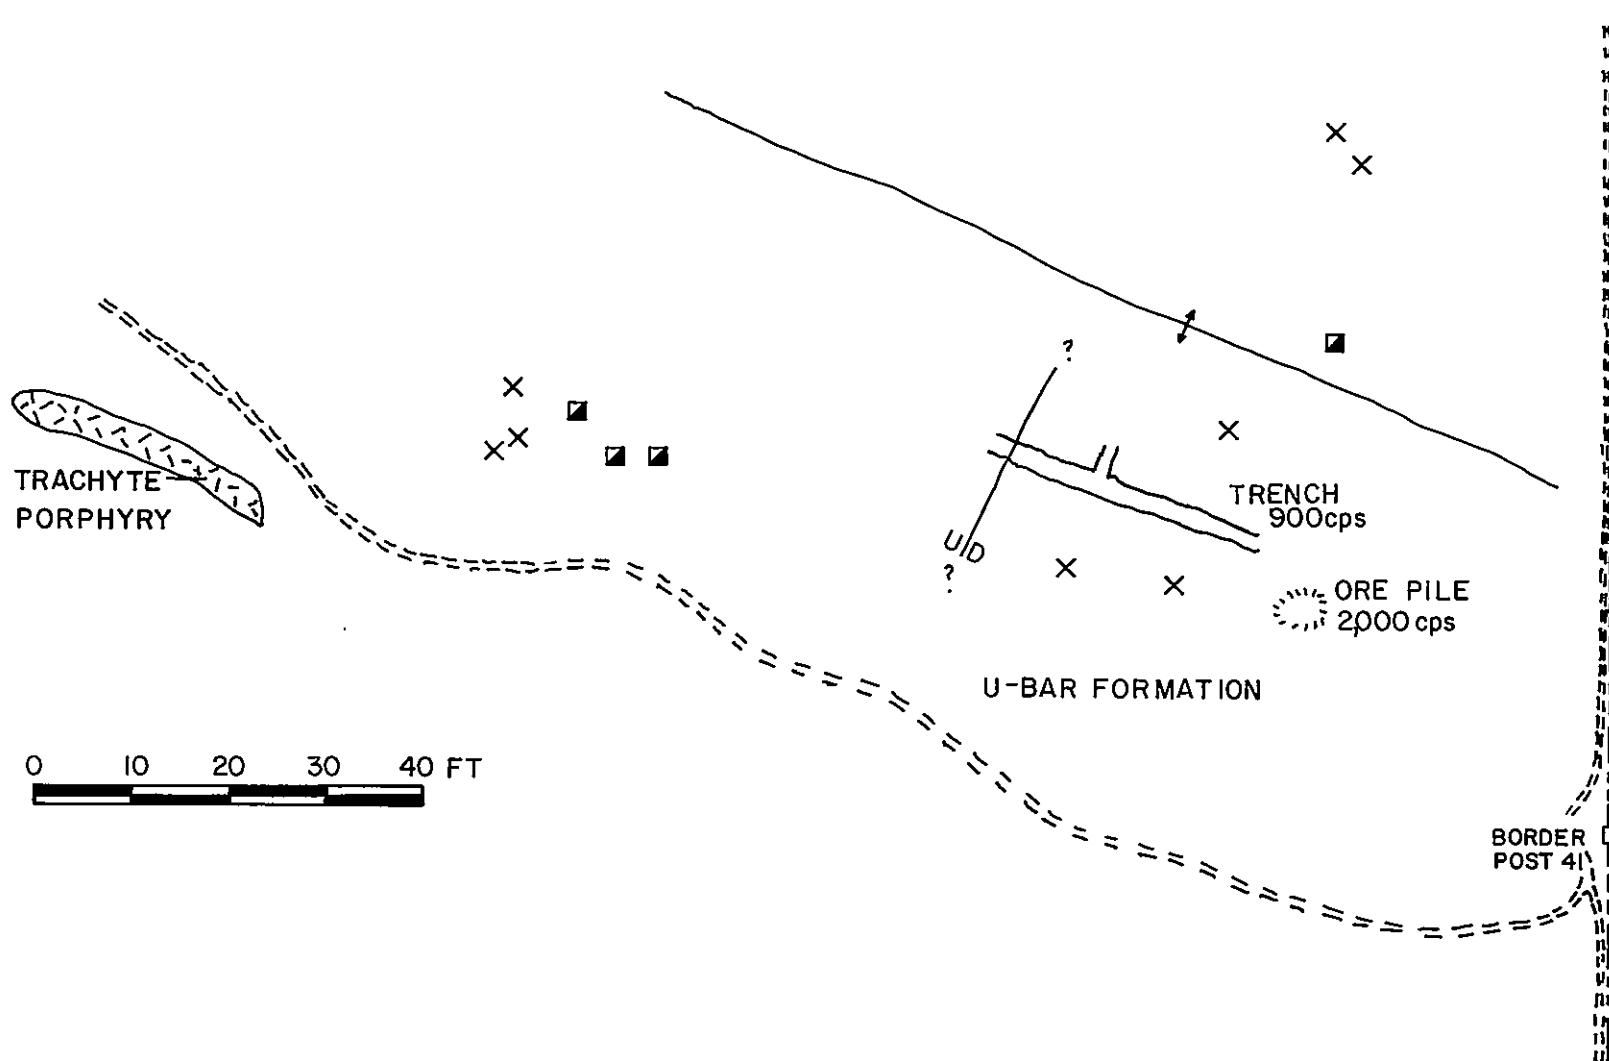 ?
TRACHYTE
PORPHYRY
TRENCH
900cps
U/D
?
ORE PILE
2,000 cps
U-BAR FORMATION
0 10 20 30 40 FT
BORDER
POST 41